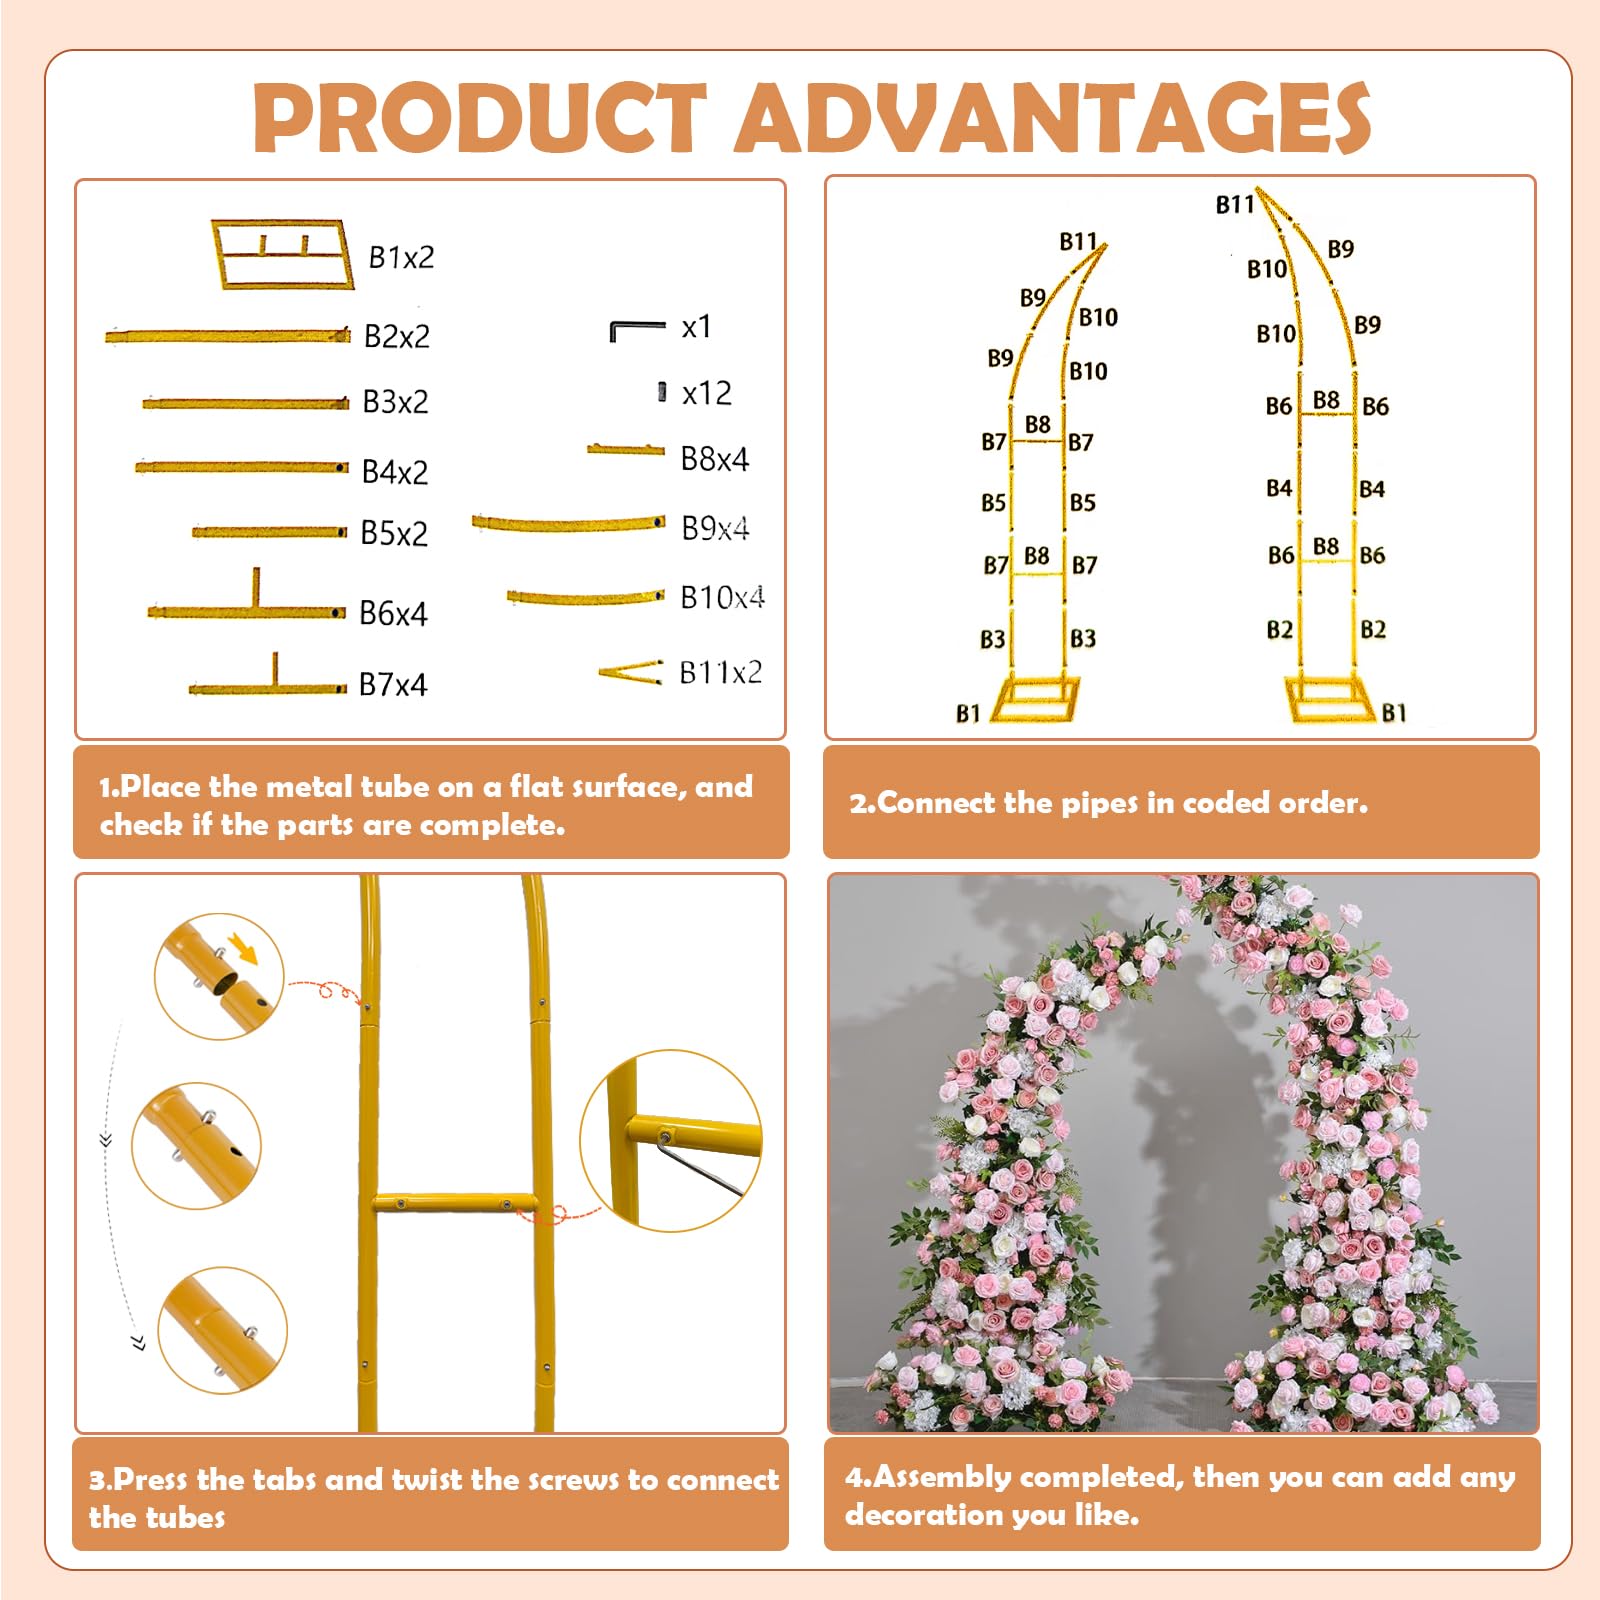 PRODUCT ADVANTAGES
B1x2
B2x2
B3x2
B4x2
B5x2
B6x4
B7x4
x1
x12
B8x4
B9x4
B10x4
B11x2
B11
B9
B10
B9
B10
B8
B7
B7
B5
B5
B8
B7
B7
B3
B3
B1
B11
B9
B10
B9
B10
B8
B6
B6
B4
B4
B8
B6
B6
B2
B2
B1
1.Place the metal tube on a flat surface, and
check if the parts are complete.
2.Connect the pipes in coded order.
3.Press the tabs and twist the screws to connect
the tubes
4.Assembly completed, then you can add any
decoration you like.